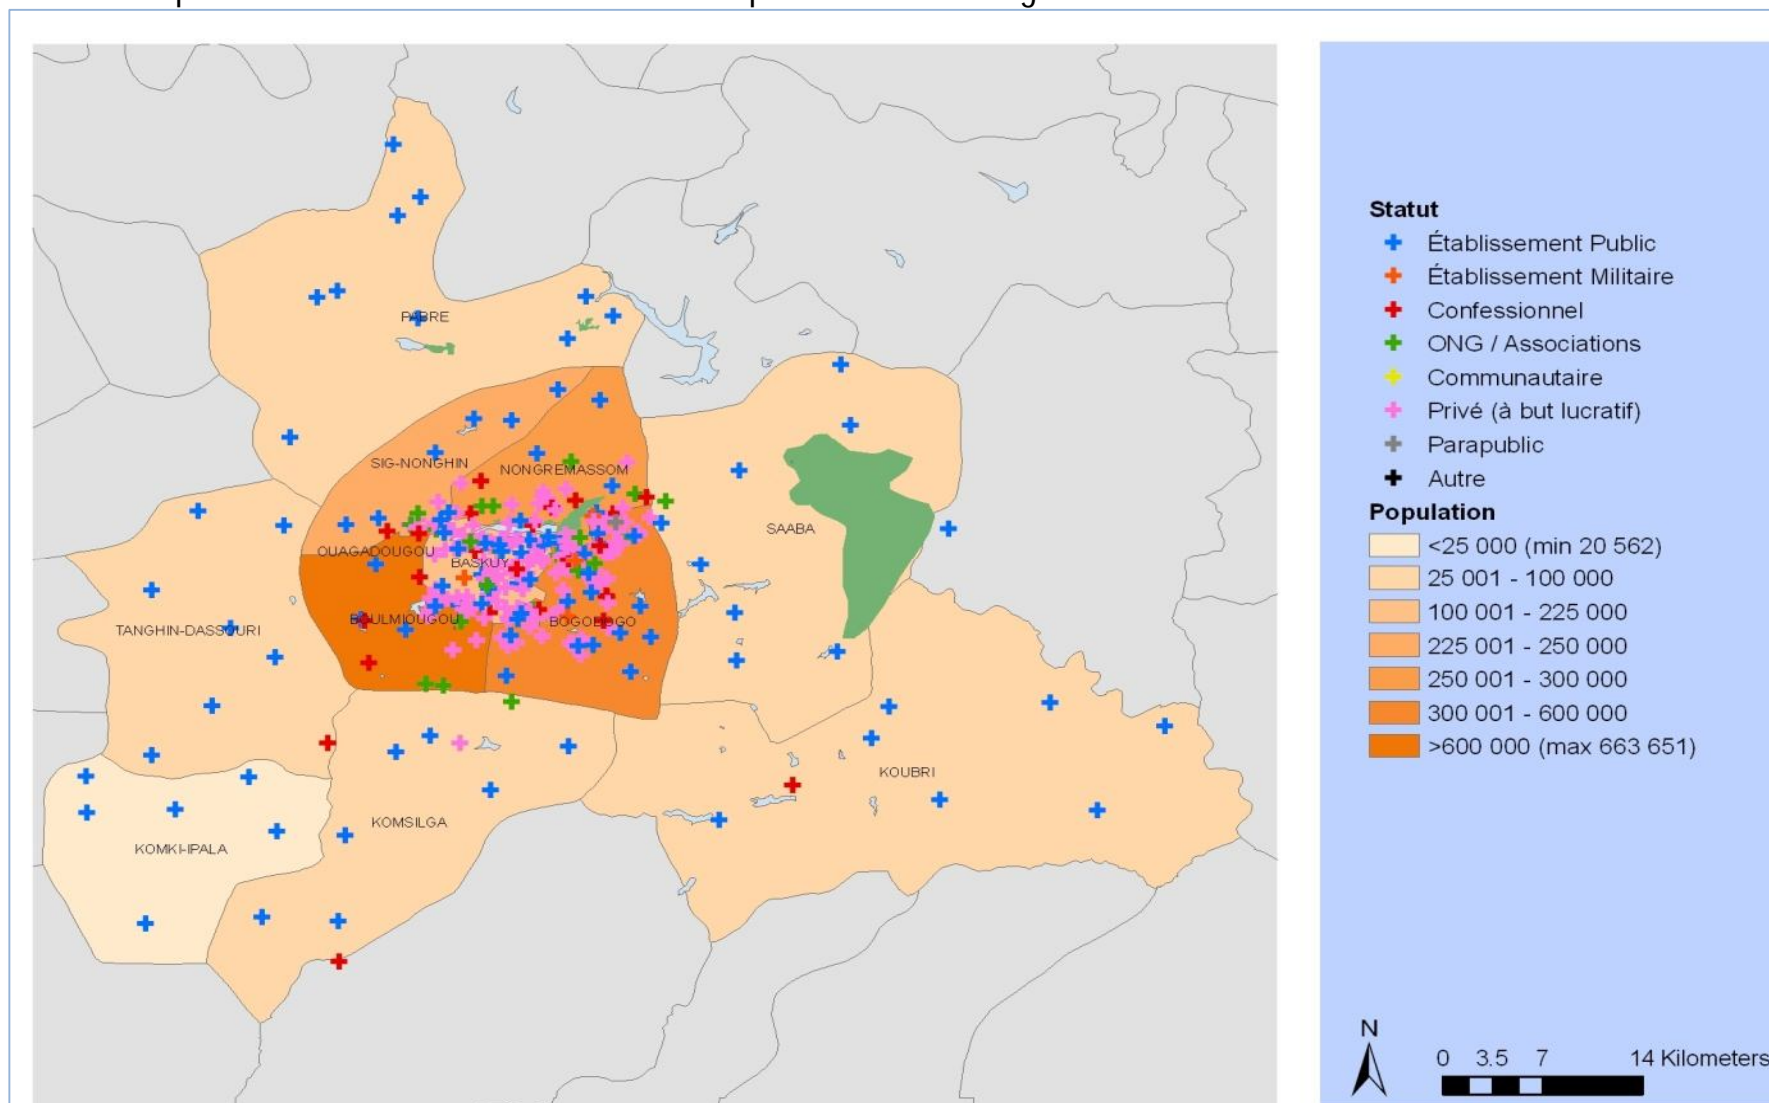 PABRE
SIG-NONGHIN
NONGREMASSOM
SAABA
OUAGADOUGOU
BASKUY
TANGHIN-DASSOURI
BOULMIOUGOU
BOGODOGO
KOUBRI
KOMSILGA
KOMKI-IPALA
Statut
Établissement Public
Établissement Militaire
Confessionnel
ONG / Associations
Communautaire
Privé (à but lucratif)
Parapublic
Autre
Population
<25 000 (min 20 562)
25 001 - 100 000
100 001 - 225 000
225 001 - 250 000
250 001 - 300 000
300 001 - 600 000
>600 000 (max 663 651)
N
0 3.5 7 14 Kilometers